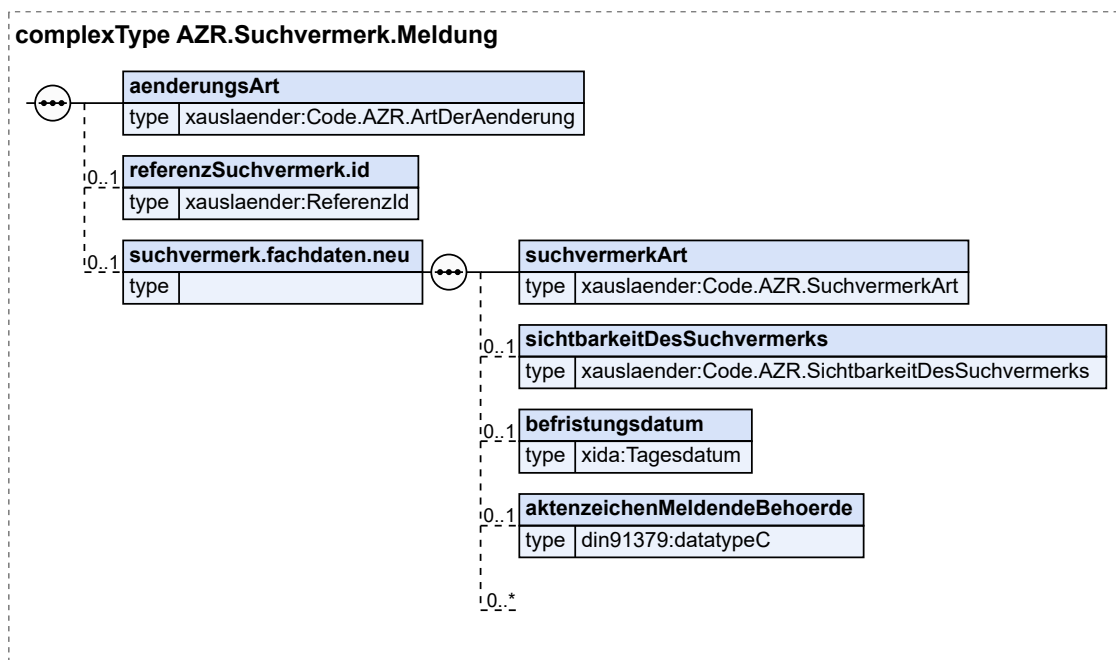 complexType AZR.Suchvermerk.Meldung
aenderungsArt
type xauslaender:Code.AZR.ArtDerAenderung
0..1 referenzSuchvermerk.id
type xauslaender:ReferenzId
0..1 suchvermerk.fachdaten.neu
type
suchvermerkArt
type xauslaender:Code.AZR.SuchvermerkArt
0..1 sichtbarkeitDesSuchvermerks
type xauslaender:Code.AZR.SichtbarkeitDesSuchvermerks
0..1 befristungsdatum
type xida:Tagesdatum
0..1 aktenzeichenMeldendeBehoerde
type din91379:datatypeC
0..*